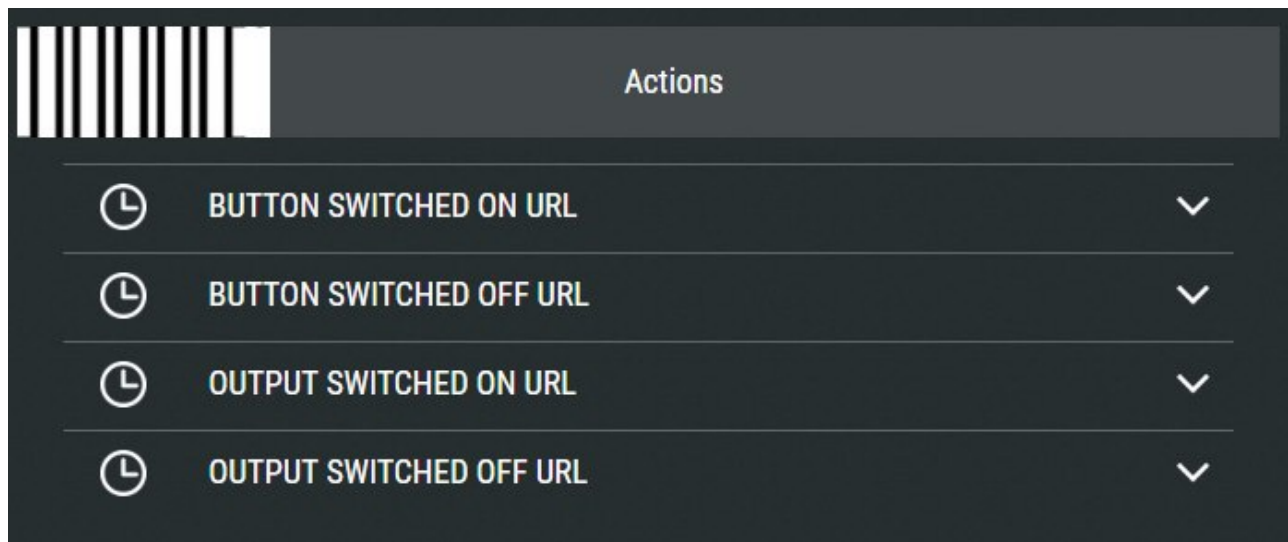 Actions
BUTTON SWITCHED ON URL
BUTTON SWITCHED OFF URL
OUTPUT SWITCHED ON URL
OUTPUT SWITCHED OFF URL